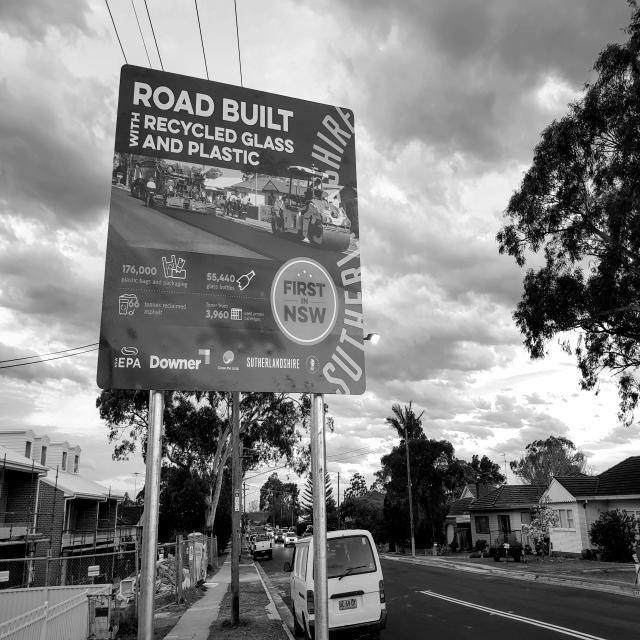 ROAD BUILT
WITH RECYCLED GLASS
AND PLASTIC
SUTHERLAND SHIRE
176,000
plastic bags and packaging
55,440
glass bottles
tonnes reclaimed
asphalt
3,960
FIRST
IN
NSW
EPA
Downer
SUTHERLANDSHIRE